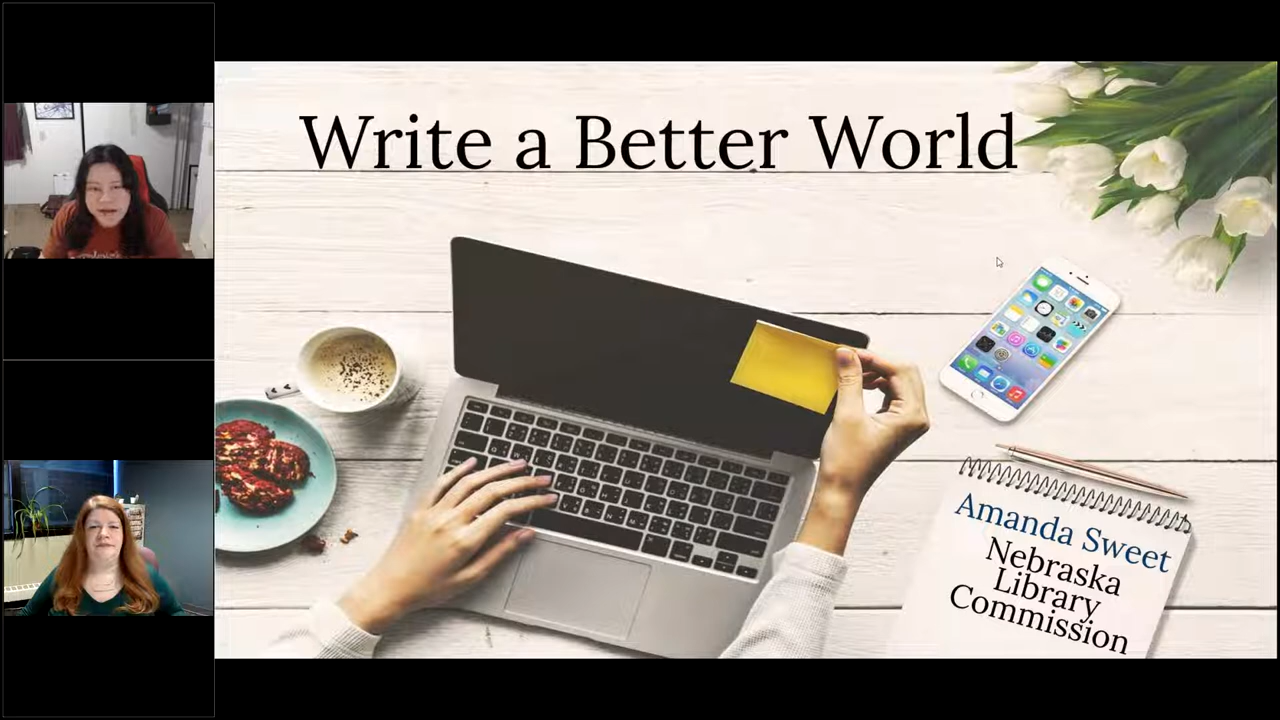 Write a Better World
Amanda Sweet
Nebraska
Library
Commission